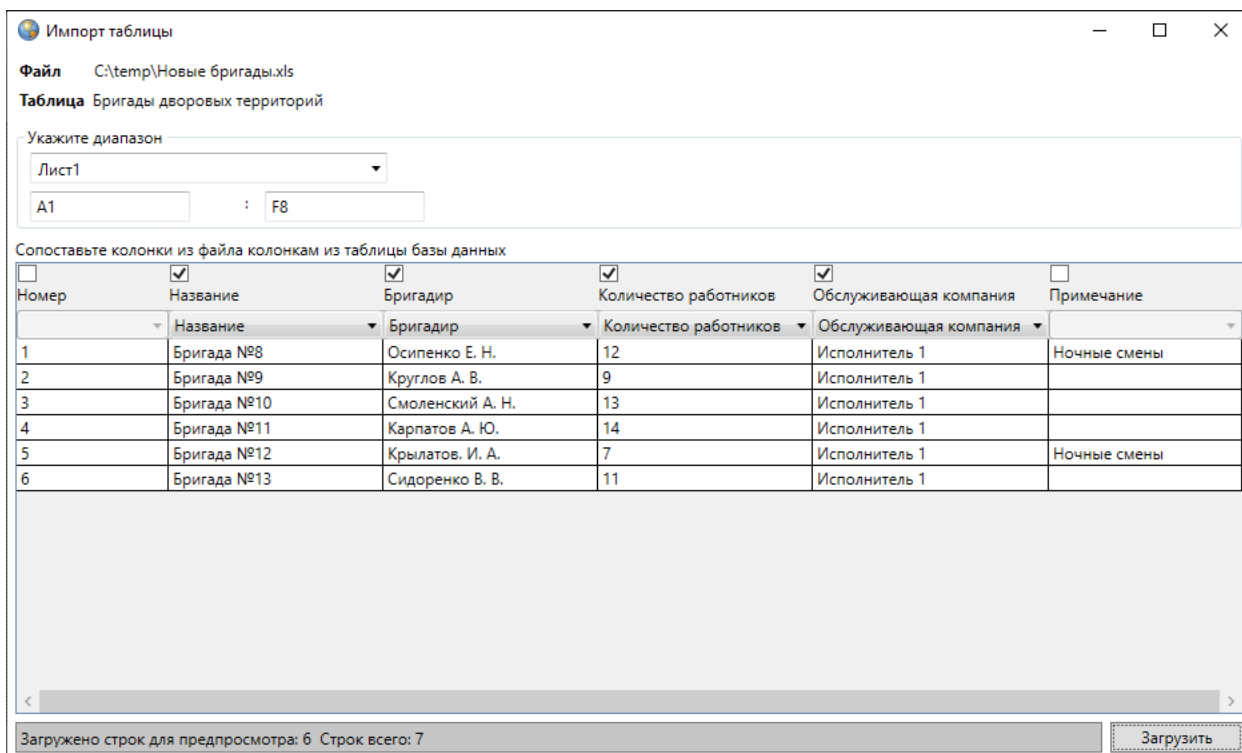 Импорт таблицы
Файл C:\temp\Новые бригады.xls
Таблица Бригады дворовых территорий
Укажите диапазон
Лист1
A1 : F8
Сопоставьте колонки из файла колонкам из таблицы базы данных
Номер Название Бригадир Количество работников Обслуживающая компания Примечание
Название Бригадир Количество работников Обслуживающая компания
1 Бригада №8 Осипенко Е. Н. 12 Исполнитель 1 Ночные смены
2 Бригада №9 Круглов А. В. 9 Исполнитель 1
3 Бригада №10 Смоленский А. Н. 13 Исполнитель 1
4 Бригада №11 Карпатов А. Ю. 14 Исполнитель 1
5 Бригада №12 Крылатов. И. А. 7 Исполнитель 1 Ночные смены
6 Бригада №13 Сидоренко В. В. 11 Исполнитель 1
Загружено строк для предпросмотра: 6 Строк всего: 7 Загрузить